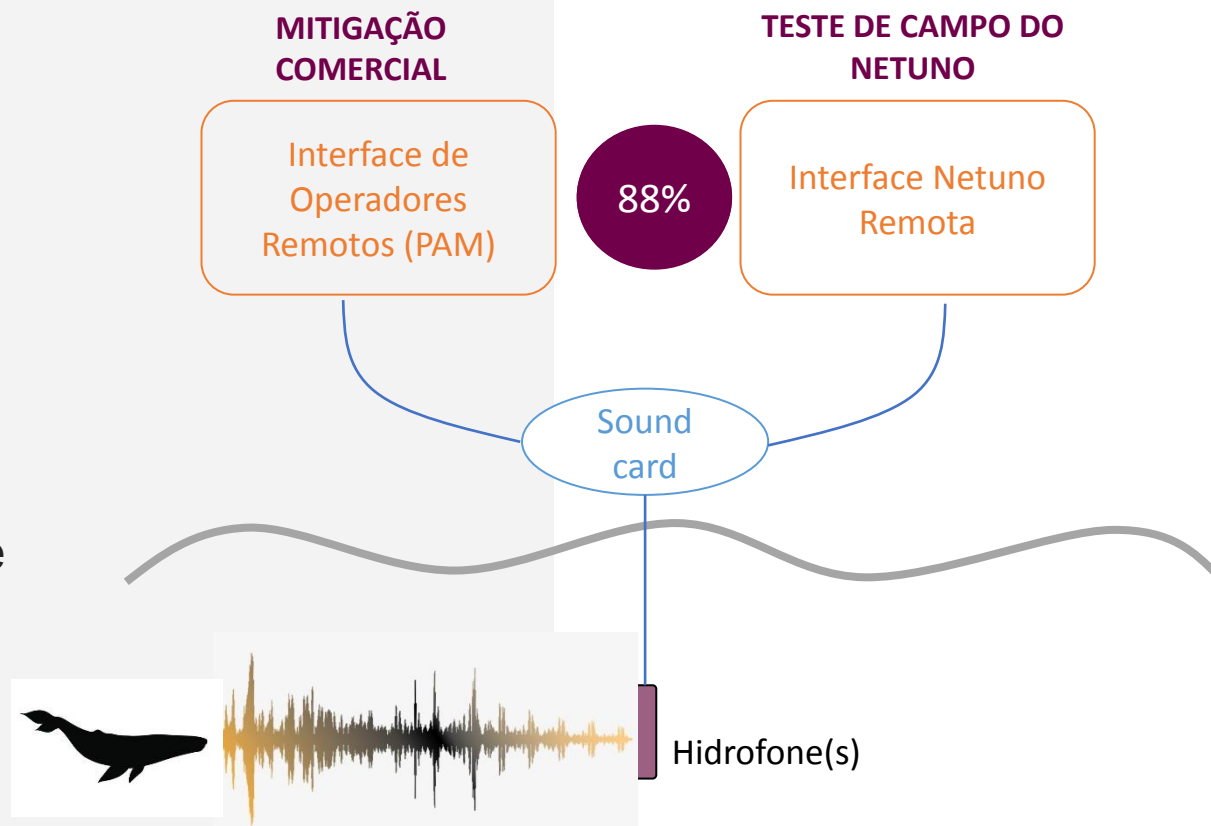 MITIGAÇÃO
COMERCIAL
TESTE DE CAMPO DO
NETUNO
Interface de
Operadores
Remotos (PAM)
88%
Interface Netuno
Remota
Sound
card
e
Hidrofone(s)